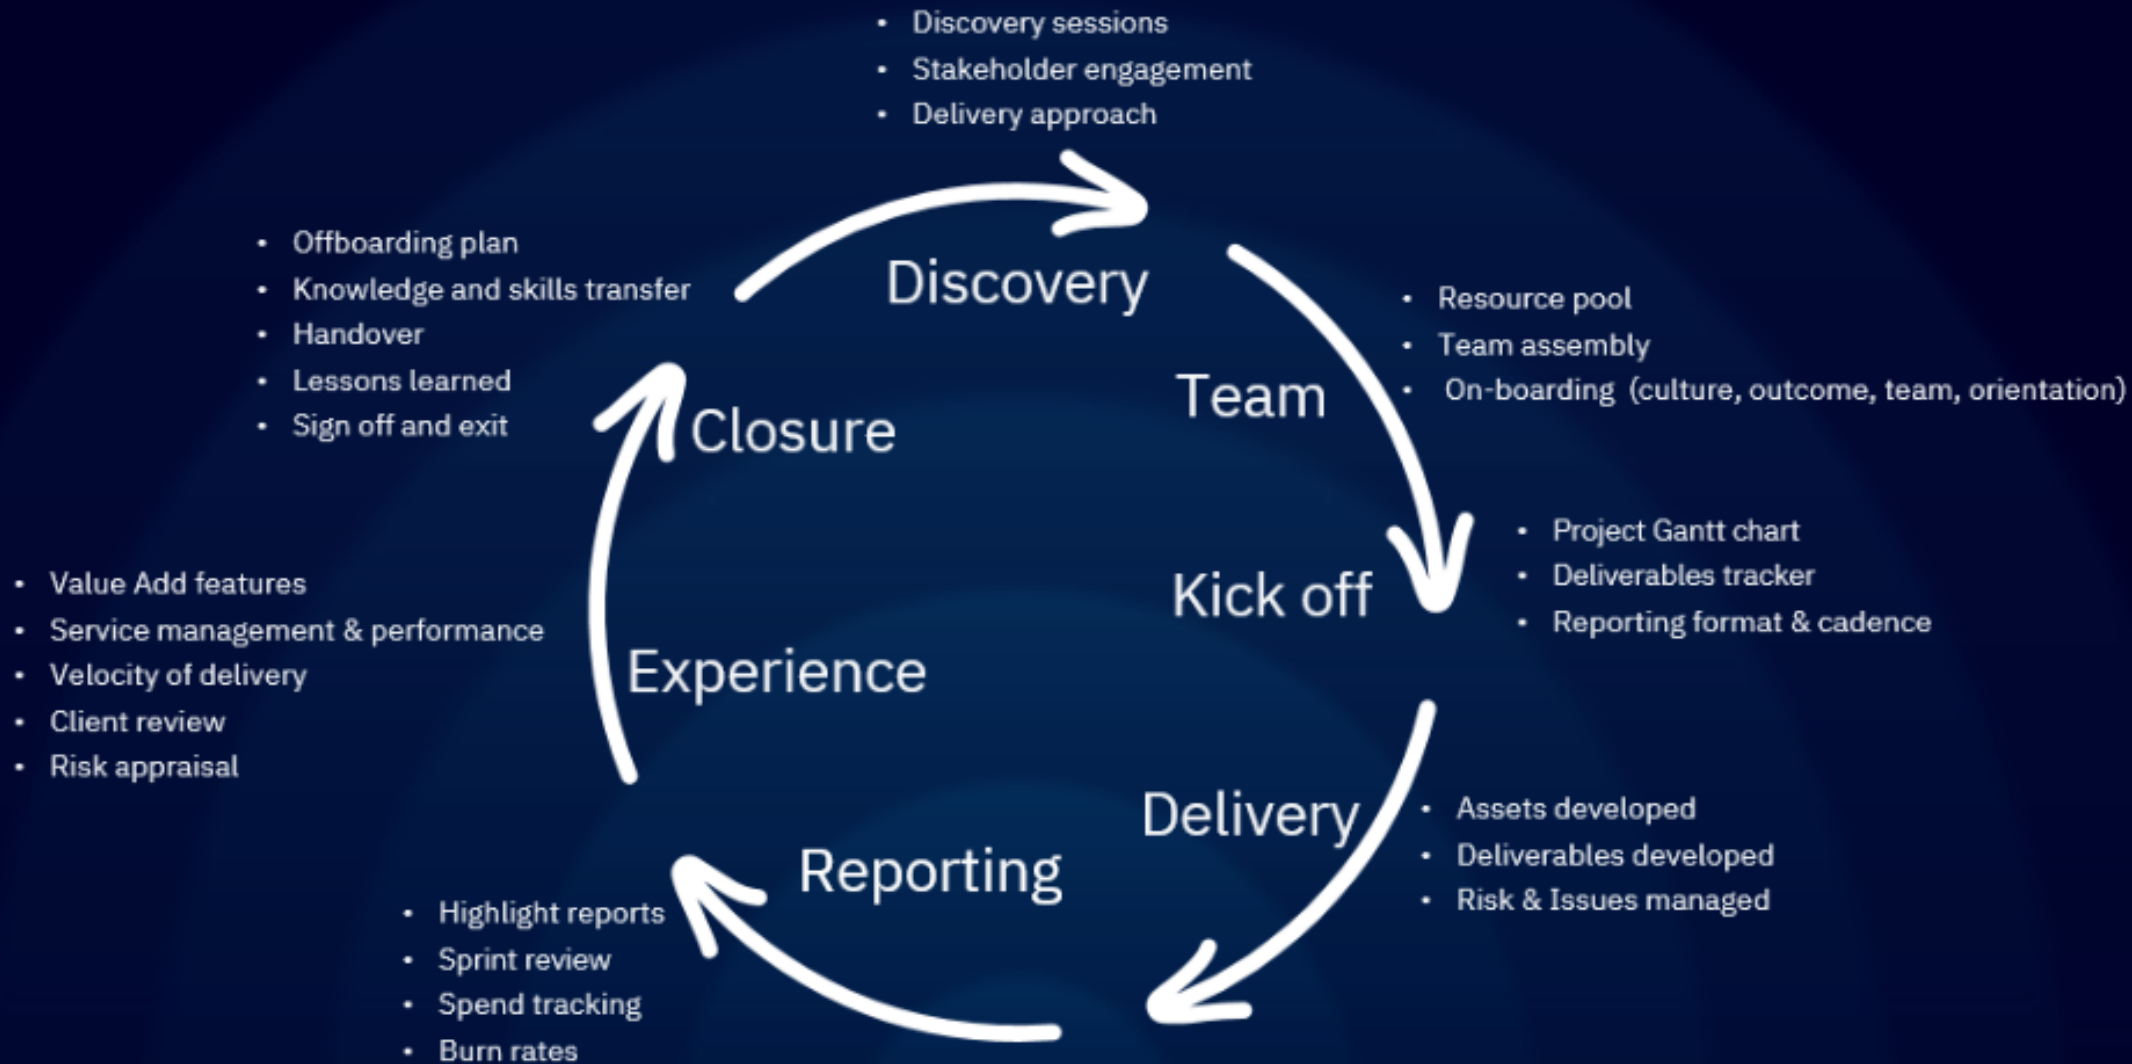 • Discovery sessions
• Stakeholder engagement
• Delivery approach
Discovery
• Resource pool
• Team assembly
• On-boarding (culture, outcome, team, orientation)
Team
• Project Gantt chart
• Deliverables tracker
• Reporting format & cadence
Kick off
• Assets developed
• Deliverables developed
• Risk & Issues managed
Delivery
Reporting
• Highlight reports
• Sprint review
• Spend tracking
• Burn rates
Experience
• Value Add features
• Service management & performance
• Velocity of delivery
• Client review
• Risk appraisal
Closure
• Offboarding plan
• Knowledge and skills transfer
• Handover
• Lessons learned
• Sign off and exit